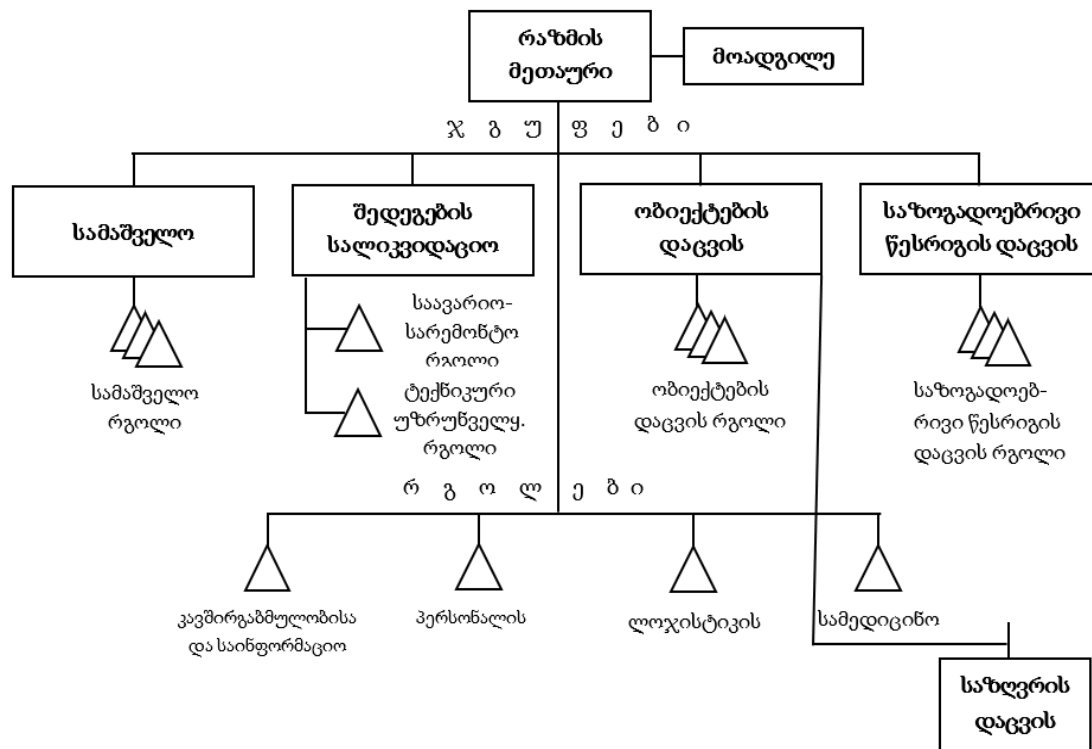 რაზმის
მეთაური
მოადგილე
ჯ გ უ ფ ე ბ ი
სამაშველო
შედეგების
სალიკვიდაციო
ობიექტების
დაცვის
საზოგადოებრივი
წესრიგის დაცვის
სამაშველო
რგოლი
საავარიო-
სარემონტო
რგოლი
ტექნიკური
უზრუნველყ.
რგოლი
ობიექტების
დაცვის რგოლი
საზოგადოებ-
რივი წესრიგის
დაცვის რგოლი
რ გ ო ლ ე ბ ი
კავშირგაბმულობისა
და საინფორმაციო
პერსონალის
ლოჯისტიკის
სამედიცინო
საზღვრის
დაცვის